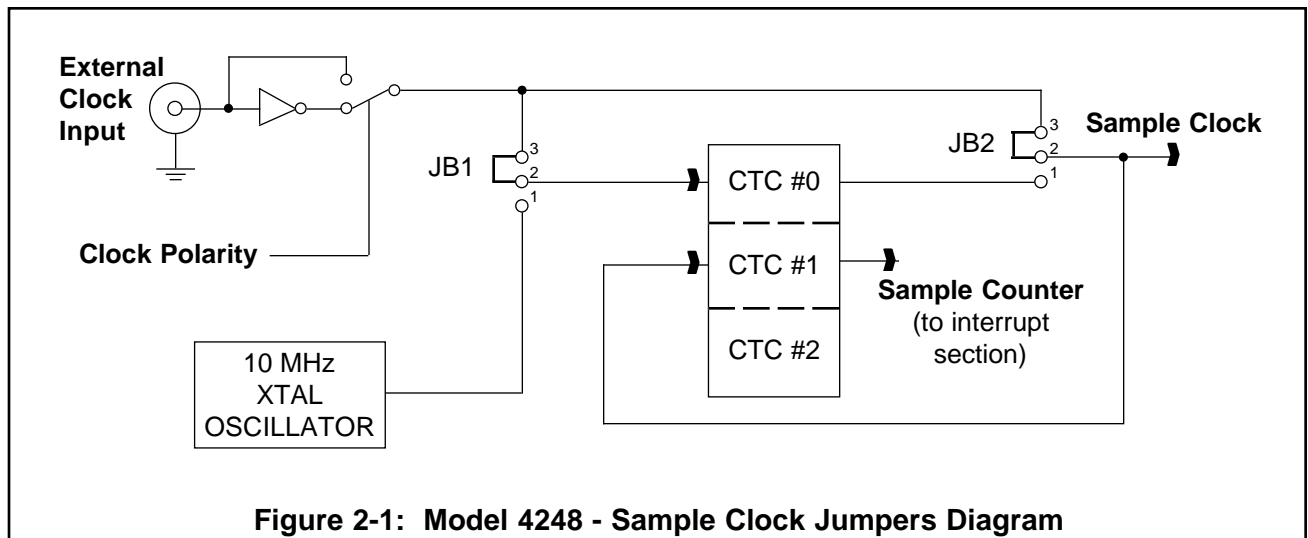 External
Clock
Input
Clock Polarity
10 MHz
XTAL
OSCILLATOR
JB1
3
2
1
CTC #0
CTC #1
CTC #2
JB2
3
2
1
Sample Clock
Sample Counter
(to interrupt
section)
Figure 2-1: Model 4248 - Sample Clock Jumpers Diagram